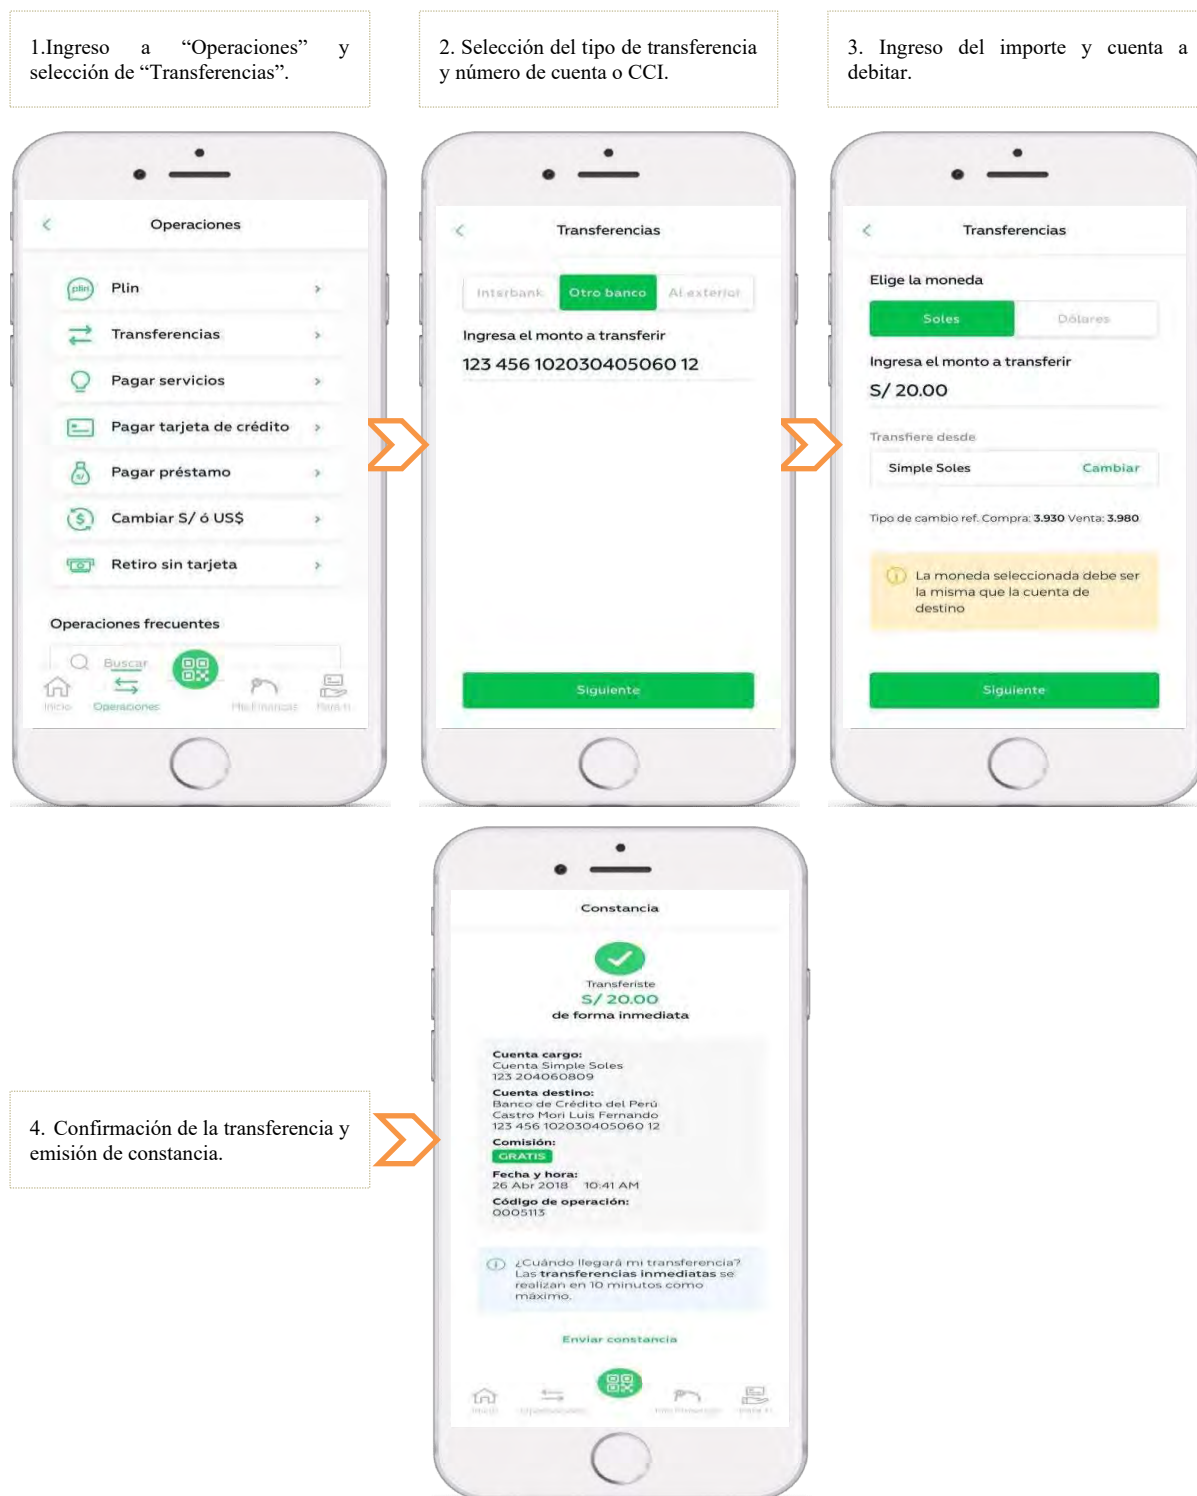 1.Ingreso a “Operaciones” y
selección de “Transferencias”.
2. Selección del tipo de transferencia
y número de cuenta o CCI.
3. Ingreso del importe y cuenta a
debitar.
Operaciones
plin
Plin
Transferencias
Pagar servicios
Pagar tarjeta de crédito
Pagar préstamo
Cambiar S/ ó US$
Retiro sin tarjeta
Operaciones frecuentes
Buscar
Inicio Operaciones Mis Finanzas Para ti
Transferencias
Interbank Otro banco Al exterior
Ingresa el monto a transferir
123 456 102030405060 12
Siguiente
Transferencias
Elige la moneda
Soles Dólares
Ingresa el monto a transferir
S/ 20.00
Transfiere desde
Simple Soles Cambiar
Tipo de cambio ref. Compra: 3.930 Venta: 3.980
La moneda seleccionada debe ser
la misma que la cuenta de
destino
Siguiente
4. Confirmación de la transferencia y
emisión de constancia.
Constancia
Transferiste
S/ 20.00
de forma inmediata
Cuenta cargo:
Cuenta Simple Soles
123 204060809
Cuenta destino:
Banco de Crédito del Perú
Castro Mori Luis Fernando
123 456 102030405060 12
Comisión:
GRATIS
Fecha y hora:
26 Abr 2018 10:41 AM
Código de operación:
0005113
¿Cuándo llegará mi transferencia?
Las transferencias inmediatas se
realizan en 10 minutos como
máximo.
Enviar constancia